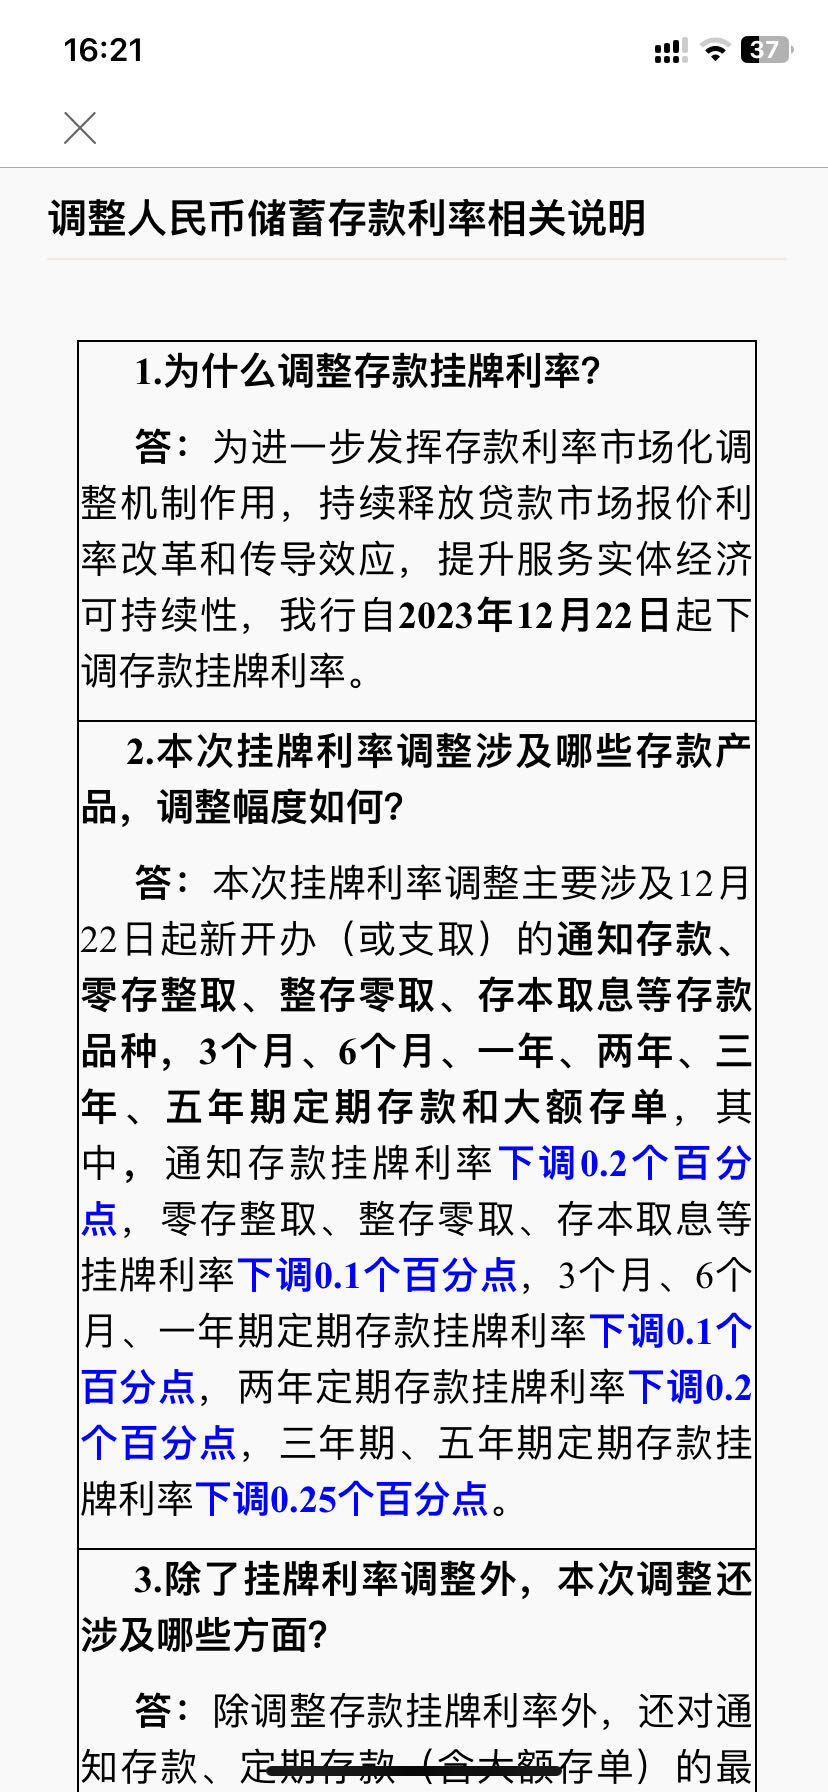 16:21
37
调整人民币储蓄存款利率相关说明
1.为什么调整存款挂牌利率?
答：为进一步发挥存款利率市场化调
整机制作用，持续释放贷款市场报价利
率改革和传导效应，提升服务实体经济
可持续性，我行自2023年12月22日起下
调存款挂牌利率。
2.本次挂牌利率调整涉及哪些存款产
品，调整幅度如何?
答：本次挂牌利率调整主要涉及12月
22日起新开办（或支取）的通知存款、
零存整取、整存零取、存本取息等存款
品种，3个月、6个月、一年、两年、三
年、五年期定期存款和大额存单，其
中，通知存款挂牌利率下调0.2个百分
点，零存整取、整存零取、存本取息等
挂牌利率下调0.1个百分点，3个月、6个
月、一年期定期存款挂牌利率下调0.1个
百分点，两年定期存款挂牌利率下调0.2
个百分点，三年期、五年期定期存款挂
牌利率下调0.25个百分点。
3.除了挂牌利率调整外，本次调整还
涉及哪些方面?
答：除调整存款挂牌利率外，还对通
知存款、定期存款（含大额存单）的最